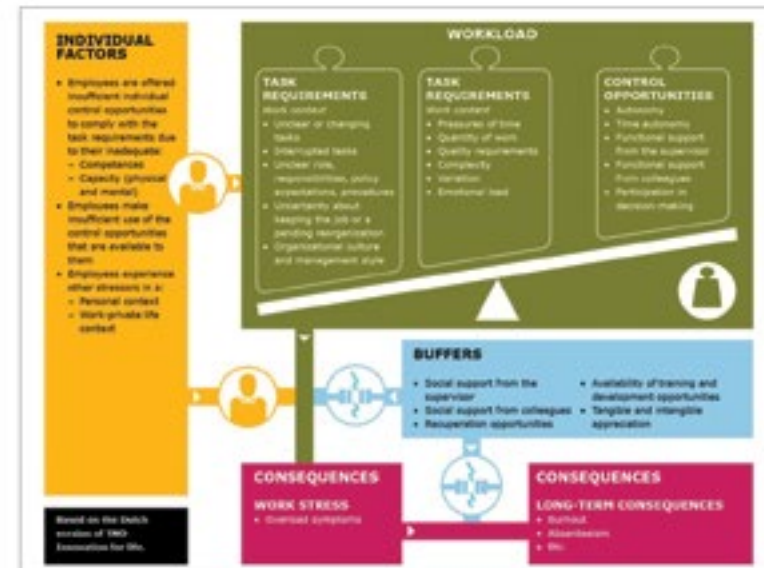 INDIVIDUAL
FACTORS
• Employees are offered
insufficient individual
control opportunities
to comply with the
task requirements due
to their inadequate:
– Competences
– Capacity (physical
and mental)
• Employees make
insufficient use of the
control opportunities
that are available to
them
• Employees experience
other stressors in a:
– Personal context
– Work-private life
context
Based on the Dutch
version of TNO
Innovation for life.
WORKLOAD
TASK
REQUIREMENTS
Work context
• Unclear or changing
tasks
• Interrupted tasks
• Unclear role,
responsibilities, policy
expectations, procedures
• Uncertainty about
keeping the job or a
pending reorganization
• Organizational culture
and management style
TASK
REQUIREMENTS
Work content
• Pressures of time
• Quantity of work
• Quality requirements
• Complexity
• Variation
• Emotional load
CONTROL
OPPORTUNITIES
• Autonomy
• Time autonomy
• Functional support
from the supervisor
• Functional support
from colleagues
• Participation in
decision-making
BUFFERS
• Social support from the
supervisor
• Social support from colleagues
• Recuperation opportunities
• Availability of training and
development opportunities
• Tangible and intangible
appreciation
CONSEQUENCES
WORK STRESS
• Overload symptoms
CONSEQUENCES
LONG-TERM CONSEQUENCES
• Burnout
• Absenteeism
• Etc.